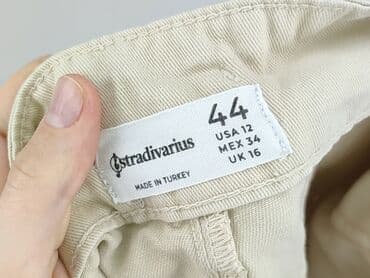 stradivarius
MADE IN TURKEY
44
USA 12
MEX 34
UK 16